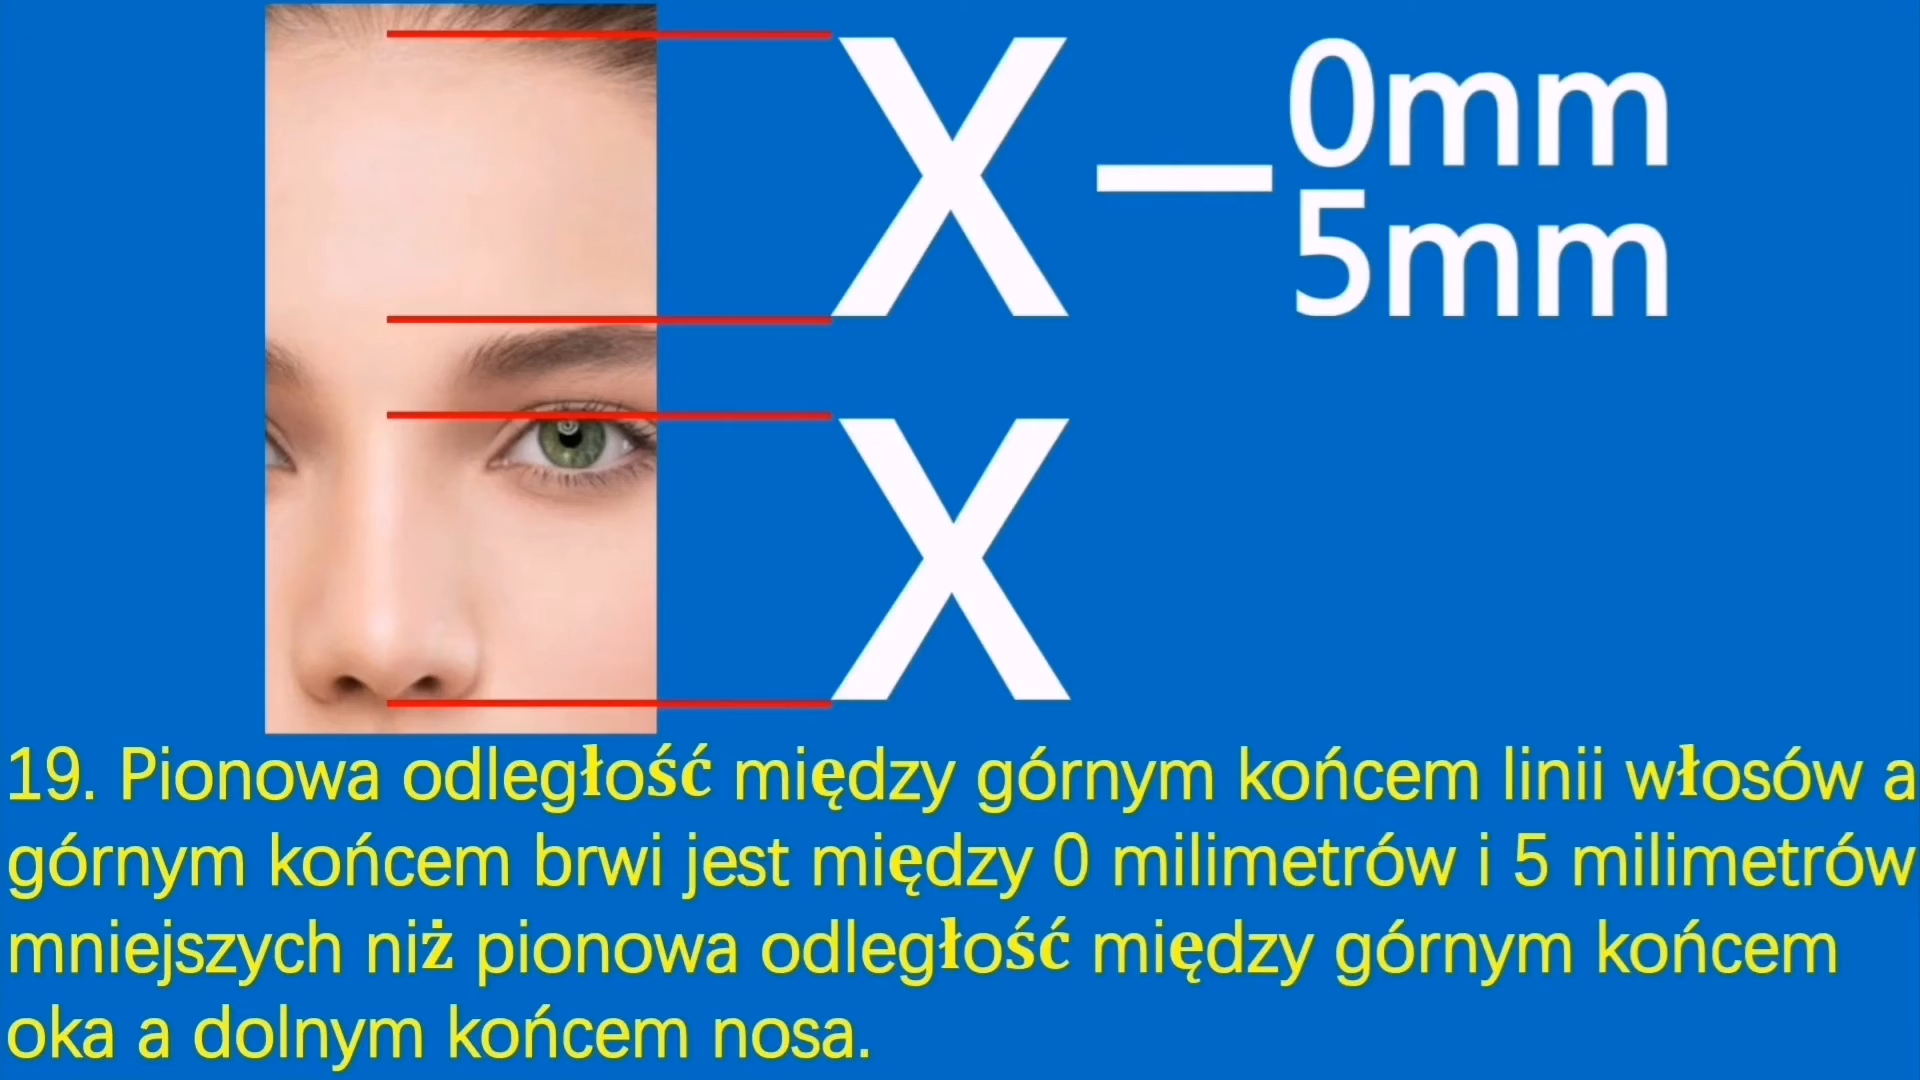 X — 0mm
5mm
X
19. Pionowa odległość między górnym końcem linii włosów a
górnym końcem brwi jest między 0 milimetrów i 5 milimetrów
mniejszych niż pionowa odległość między górnym końcem
oka a dolnym końcem nosa.